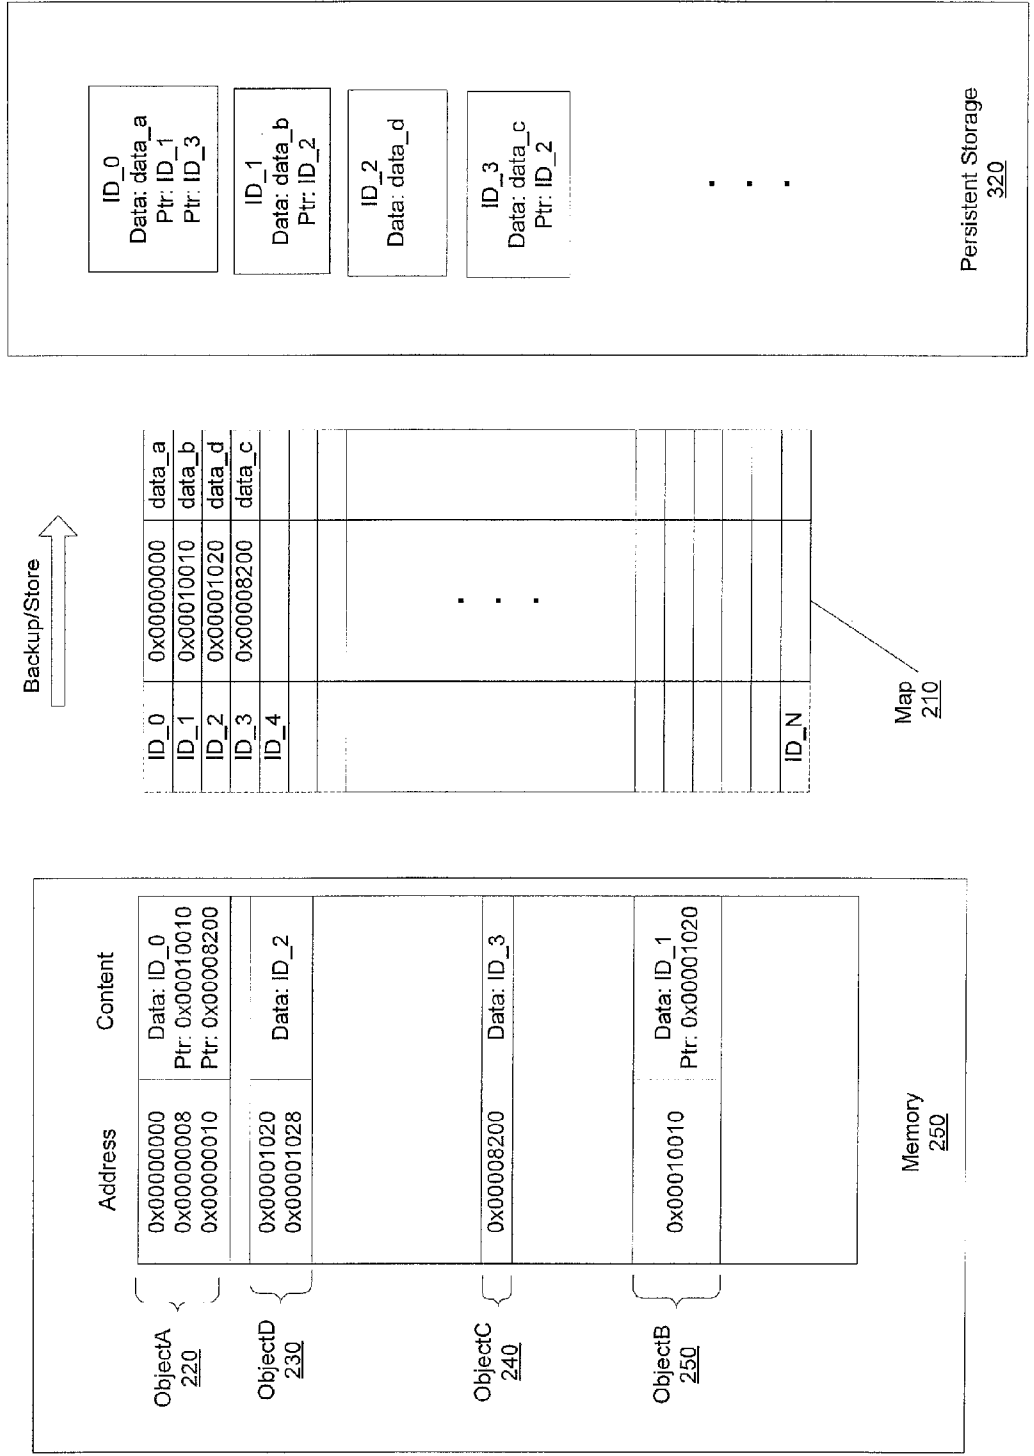 Backup/Store
Address
Content
ObjectA
220
0x00000000
0x00000008
0x00000010
Data: ID_0
Ptr: 0x00010010
Ptr: 0x00008200
ObjectD
230
0x00001020
0x00001028
Data: ID_2
ObjectC
240
0x00008200
Data: ID_3
ObjectB
250
0x00010010
Data: ID_1
Ptr: 0x00001020
Memory
250
ID_0 0x00000000 data_a
ID_1 0x00010010 data_b
ID_2 0x00001020 data_d
ID_3 0x00008200 data_c
ID_4
ID_N
Map
210
ID_0
Data: data_a
Ptr: ID_1
Ptr: ID_3
ID_1
Data: data_b
Ptr: ID_2
ID_2
Data: data_d
ID_3
Data: data_c
Ptr: ID_2
Persistent Storage
320